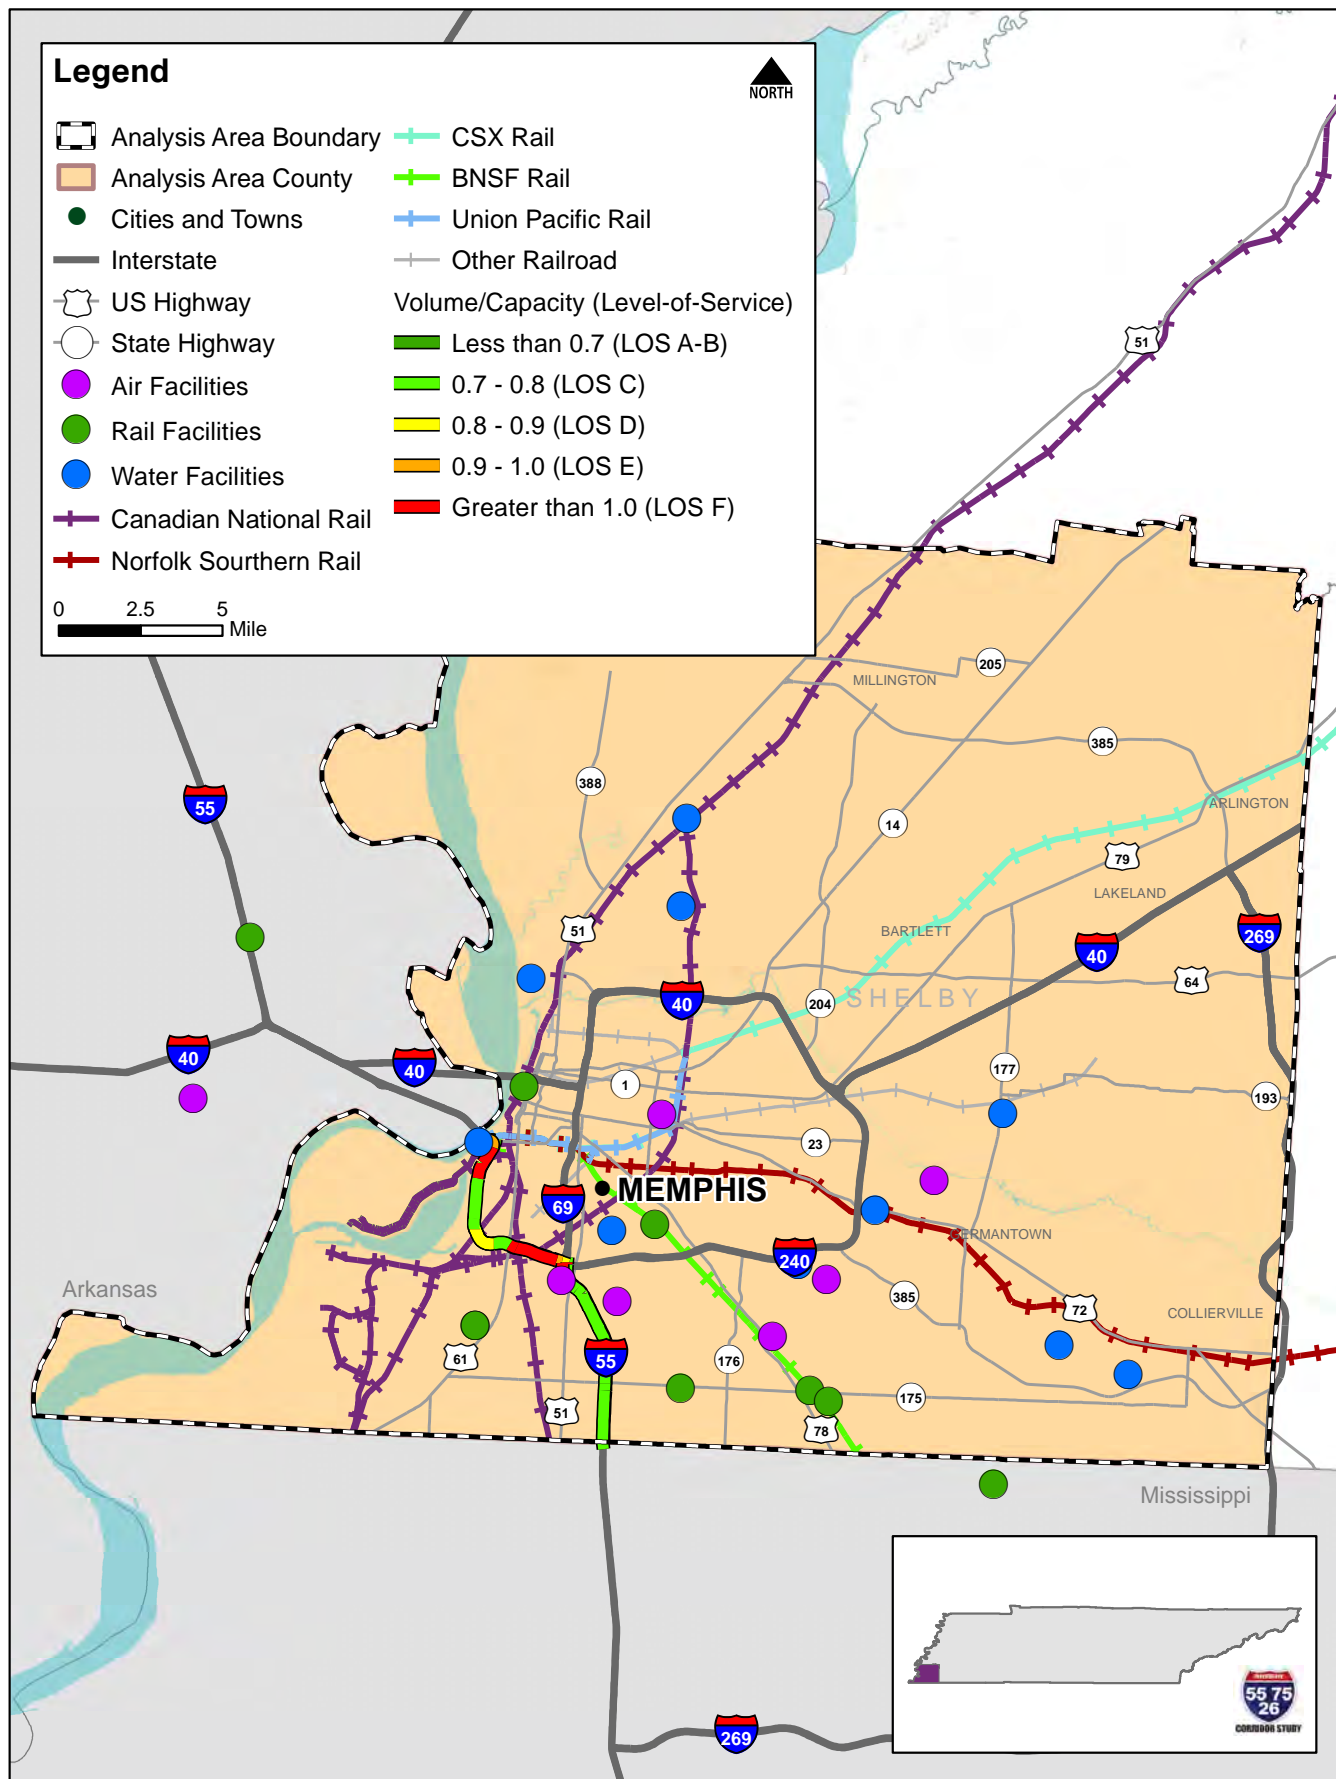 Legend
NORTH
Analysis Area Boundary
Analysis Area County
Cities and Towns
Interstate
US Highway
State Highway
Air Facilities
Rail Facilities
Water Facilities
Canadian National Rail
Norfolk Sourthern Rail
CSX Rail
BNSF Rail
Union Pacific Rail
Other Railroad
Volume/Capacity (Level-of-Service)
Less than 0.7 (LOS A-B)
0.7 - 0.8 (LOS C)
0.8 - 0.9 (LOS D)
0.9 - 1.0 (LOS E)
Greater than 1.0 (LOS F)
0 2.5 5
Mile
51
205
MILLINGTON
385
388
55
ARLINGTON
14
79
LAKELAND
51
BARTLETT
269
40
64
SHELBY
204
40
40
40
177
1
193
23
MEMPHIS
69
GERMANTOWN
240
Arkansas
385
72
COLLIERVILLE
61
55
176
175
51
78
Mississippi
269
55 75
26
CORRIDOR STUDY